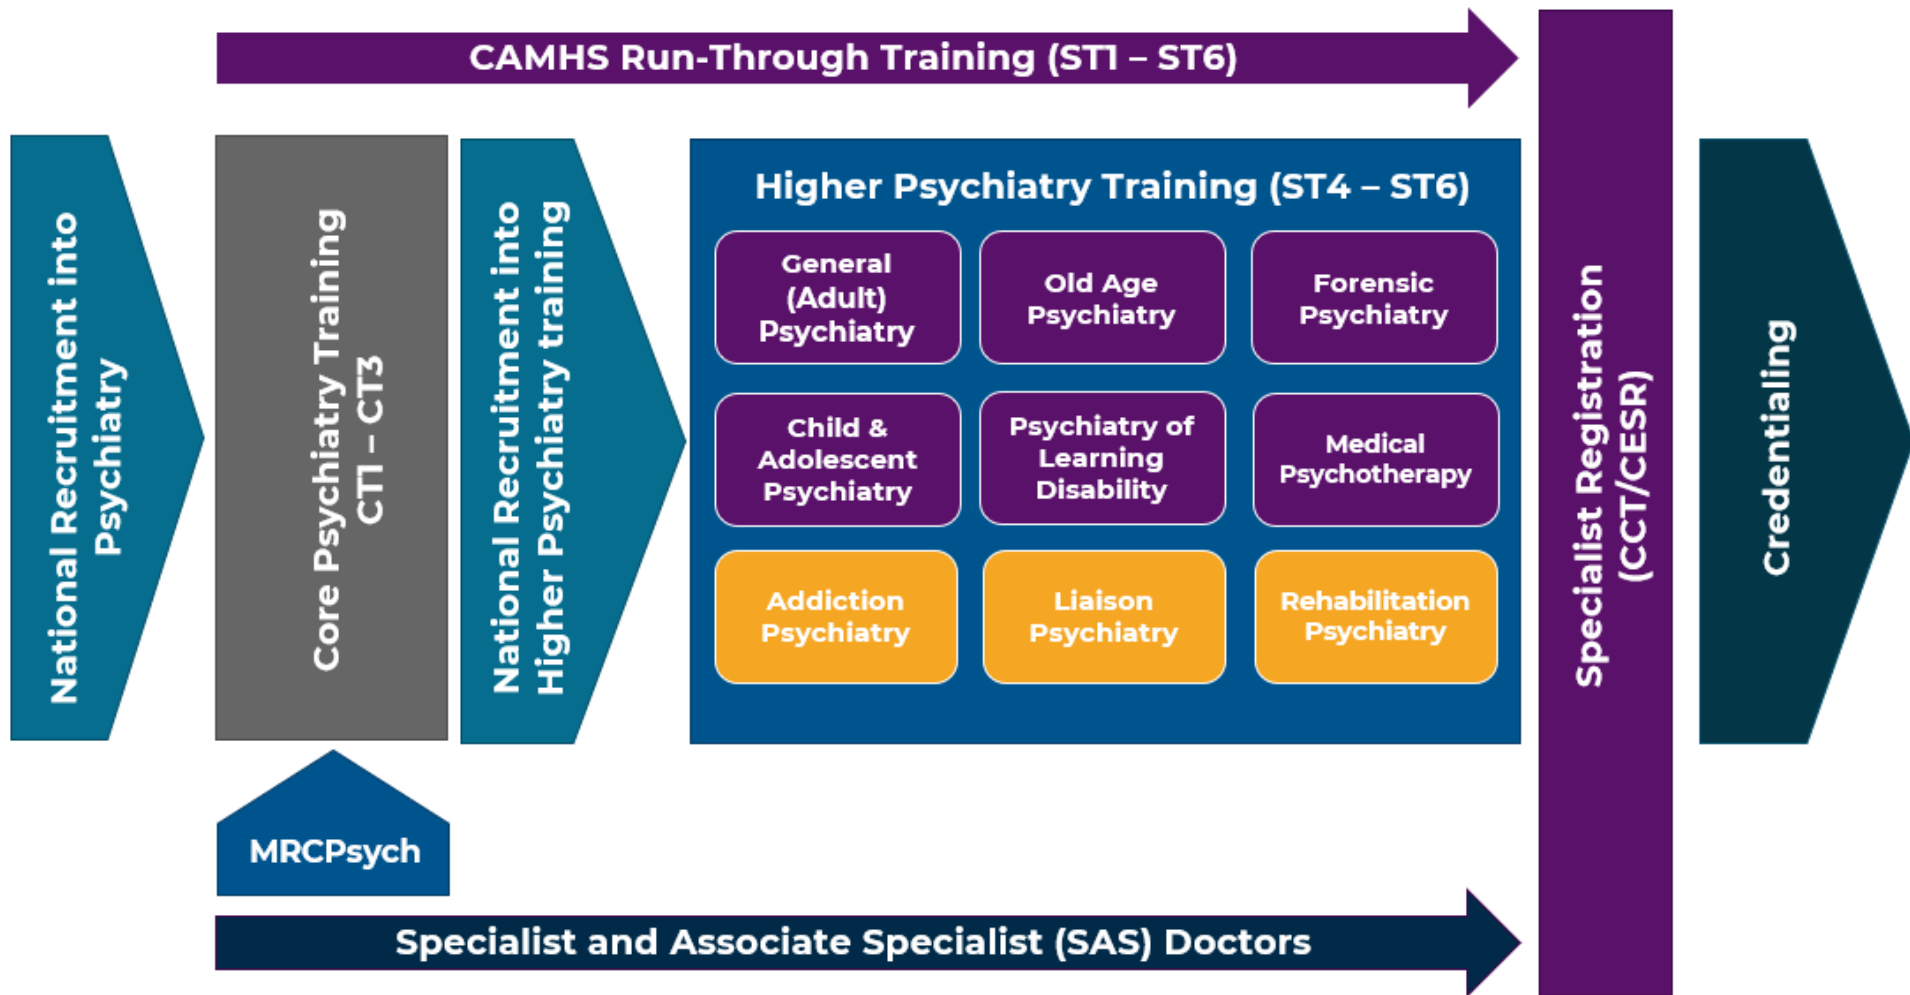 CAMHS Run-Through Training (ST1 – ST6)
National Recruitment into
Psychiatry
Core Psychiatry Training
CT1 – CT3
National Recruitment into
Higher Psychiatry training
Higher Psychiatry Training (ST4 – ST6)
General
(Adult)
Psychiatry
Old Age
Psychiatry
Forensic
Psychiatry
Child &
Adolescent
Psychiatry
Psychiatry of
Learning
Disability
Medical
Psychotherapy
Addiction
Psychiatry
Liaison
Psychiatry
Rehabilitation
Psychiatry
Specialist Registration
(CCT/CESR)
Credentialing
MRCPsych
Specialist and Associate Specialist (SAS) Doctors